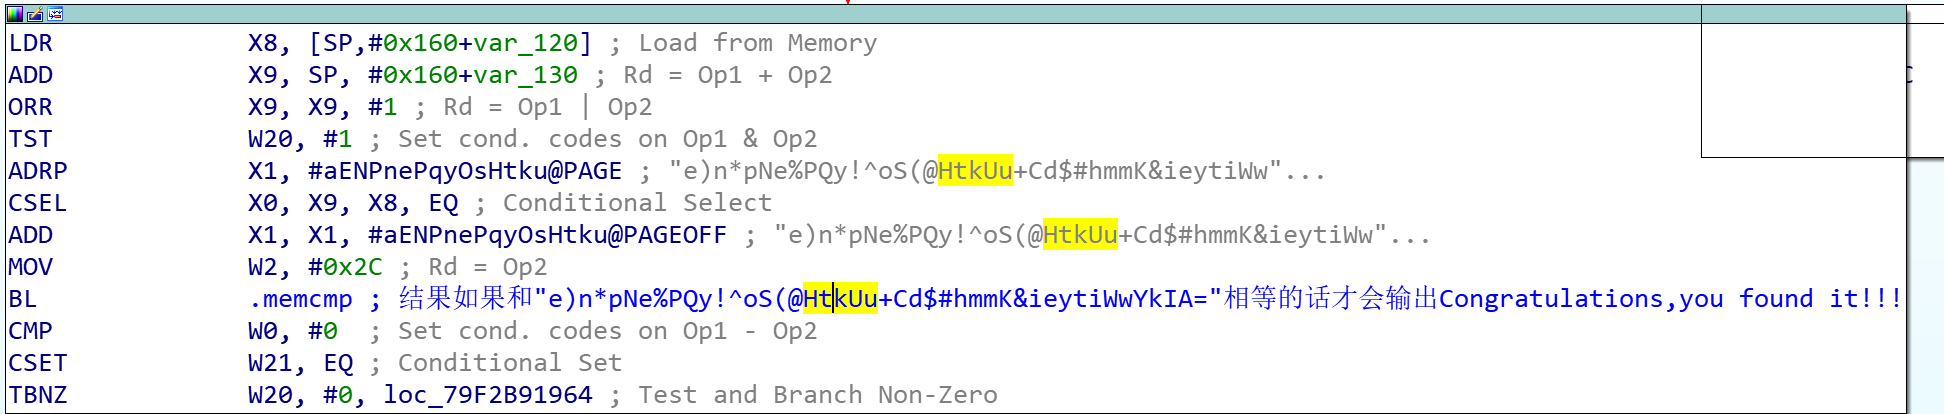 LDR X8, [SP,#0x160+var_120] ; Load from Memory
ADD X9, SP, #0x160+var_130 ; Rd = Op1 + Op2
ORR X9, X9, #1 ; Rd = Op1 | Op2
TST W20, #1 ; Set cond. codes on Op1 & Op2
ADRP X1, #aENPnePqyOsHtku@PAGE ; "e)n*pNe%PQy!^oS(@HtkUu+Cd$#hmmK&ieytiWw"...
CSEL X0, X9, X8, EQ ; Conditional Select
ADD X1, X1, #aENPnePqyOsHtku@PAGEOFF ; "e)n*pNe%PQy!^oS(@HtkUu+Cd$#hmmK&ieytiWw"...
MOV W2, #0x2C ; Rd = Op2
BL .memcmp ; 结果如果和"e)n*pNe%PQy!^oS(@HtkUu+Cd$#hmmK&ieytiWwYkIA="相等的话才会输出Congratulations,you found it!!!
CMP W0, #0 ; Set cond. codes on Op1 - Op2
CSET W21, EQ ; Conditional Set
TBNZ W20, #0, loc_79F2B91964 ; Test and Branch Non-Zero